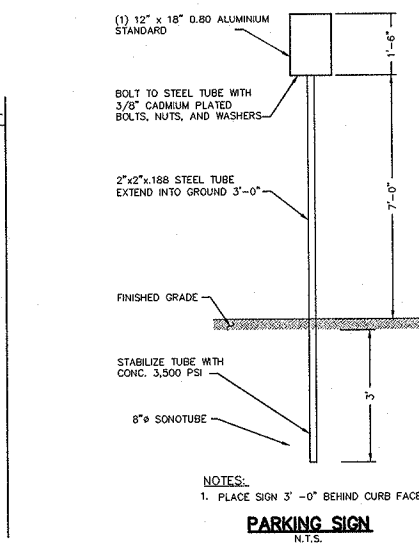 (1) 12" x 18" 0.80 ALUMINIUM
STANDARD
1'-6"
BOLT TO STEEL TUBE WITH
3/8" CADMIUM PLATED
BOLTS, NUTS, AND WASHERS
2"x2"x.188 STEEL TUBE
EXTEND INTO GROUND 3'-0"
7'-0"
FINISHED GRADE
STABILIZE TUBE WITH
CONC. 3,500 PSI
3'
8"ø SONOTUBE
NOTES:
1. PLACE SIGN 3' -0" BEHIND CURB FACE
PARKING SIGN
N.T.S.